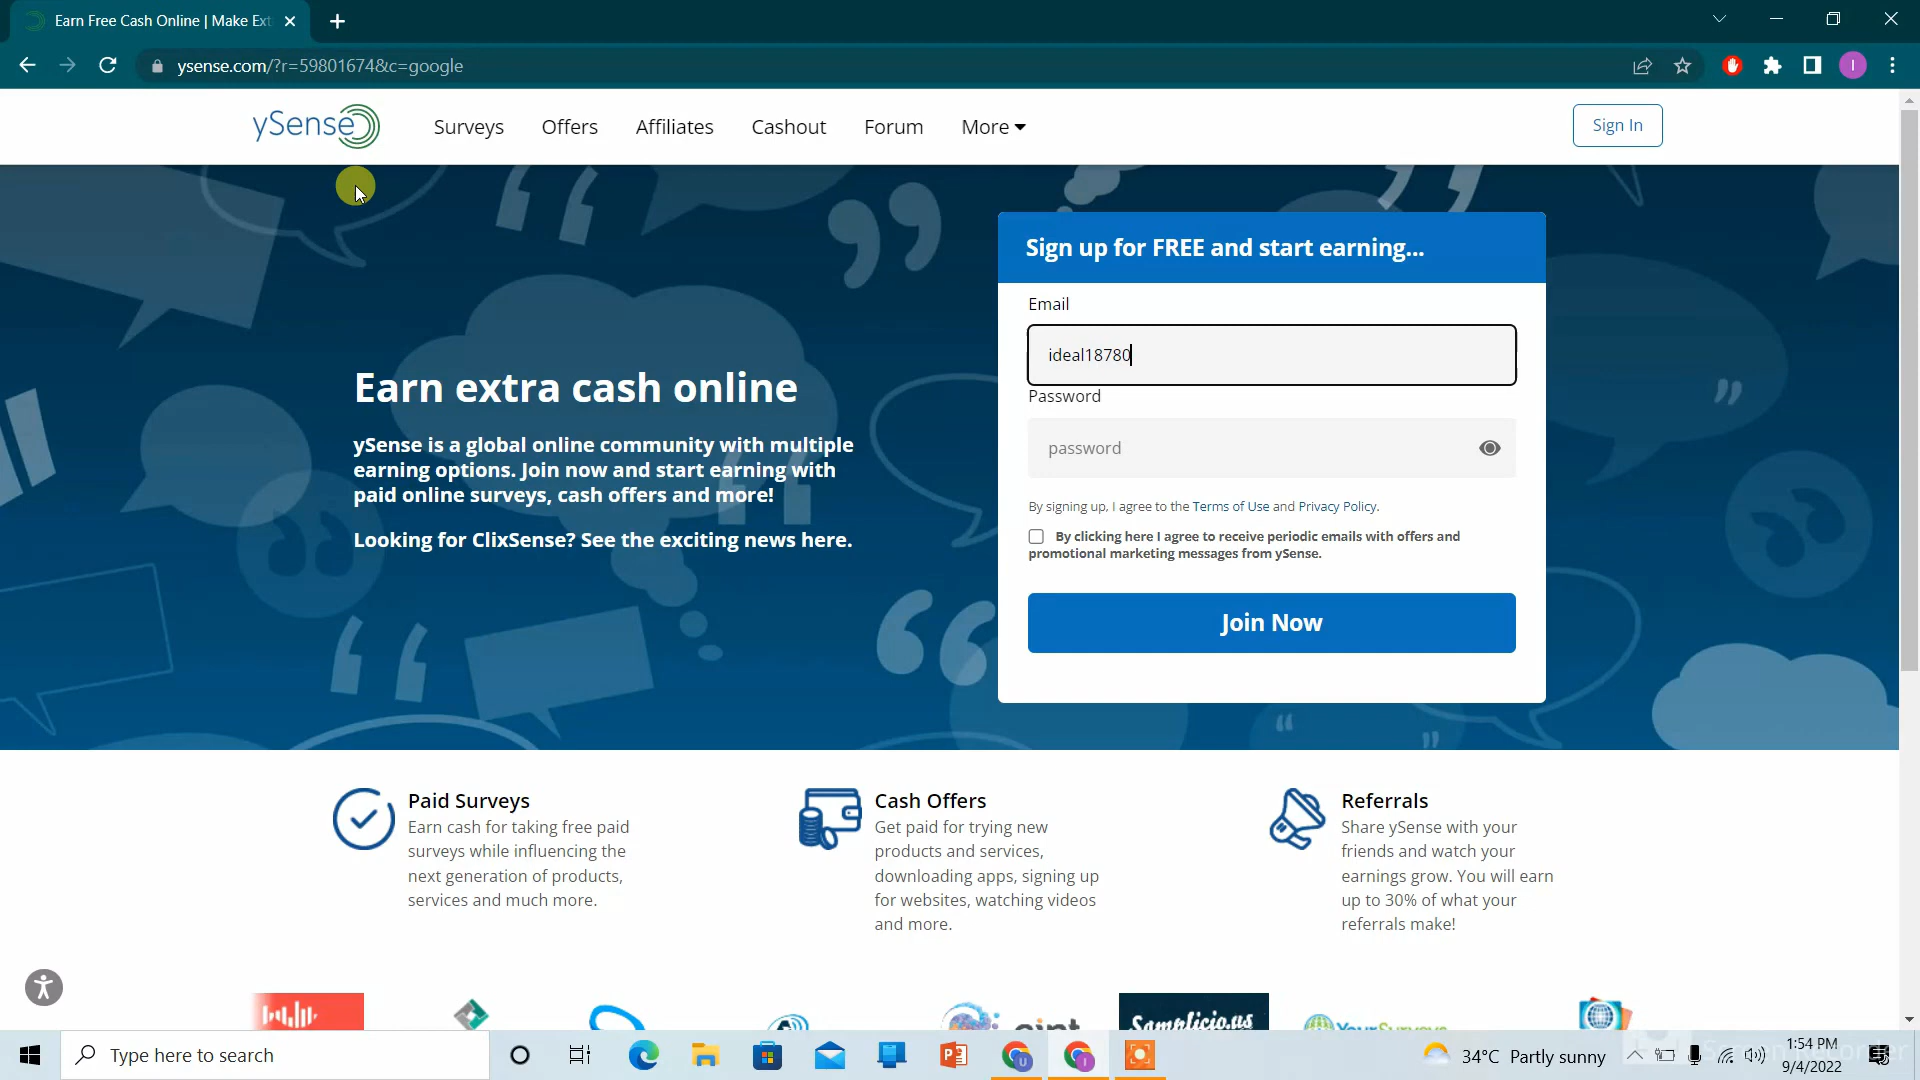 Earn Free Cash Online | Make Ext
ysense.com/?r=59801674&c=google
I
ySense
Surveys
Offers
Affiliates
Cashout
Forum
More
Sign In
Sign up for FREE and start earning...
Email
ideal18780
Password
password
By signing up, I agree to the Terms of Use and Privacy Policy.
By clicking here I agree to receive periodic emails with offers and
promotional marketing messages from ySense.
Join Now
Earn extra cash online
ySense is a global online community with multiple
earning options. Join now and start earning with
paid online surveys, cash offers and more!
Looking for ClixSense? See the exciting news here.
Paid Surveys
Earn cash for taking free paid
surveys while influencing the
next generation of products,
services and much more.
Cash Offers
Get paid for trying new
products and services,
downloading apps, signing up
for websites, watching videos
and more.
Referrals
Share ySense with your
friends and watch your
earnings grow. You will earn
up to 30% of what your
referrals make!
Samplicio.us
YourSurveys
Type here to search
34°C Partly sunny
1:54 PM
9/4/2022